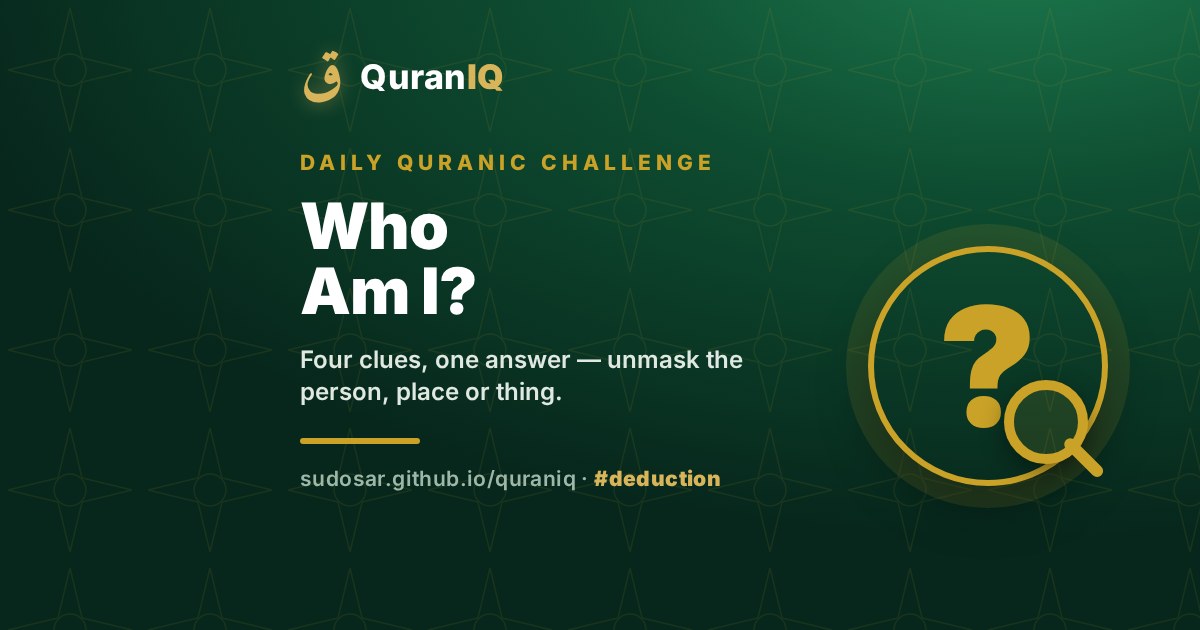 ق QuranIQ
DAILY QURANIC CHALLENGE
Who
Am I?
Four clues, one answer — unmask the
person, place or thing.
sudosar.github.io/quraniq · #deduction
?